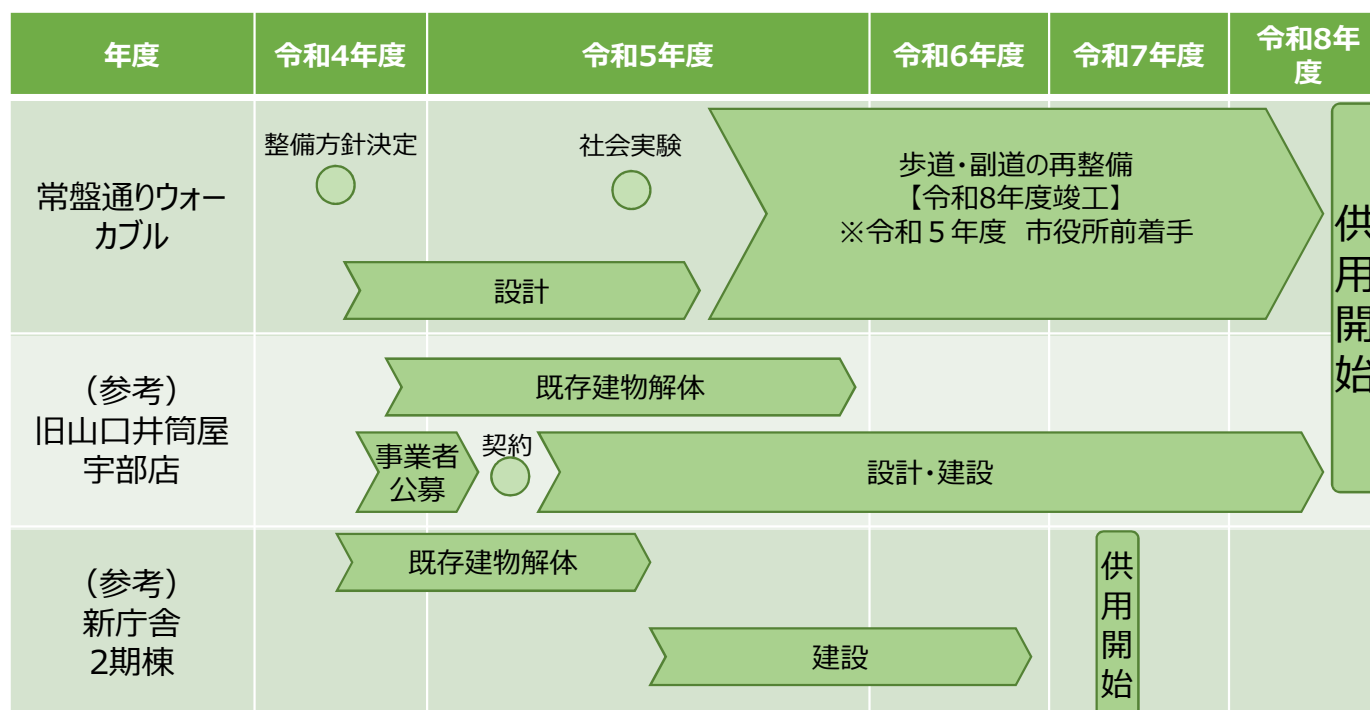 年度
令和4年度
令和5年度
令和6年度
令和7年度
令和8年
度
常盤通りウォー
カブル
整備方針決定
社会実験
設計
歩道・副道の再整備
【令和8年度竣工】
※令和５年度 市役所前着手
供用開始
（参考）
旧山口井筒屋
宇部店
既存建物解体
事業者
公募
契約
設計・建設
（参考）
新庁舎
2期棟
既存建物解体
建設
供用開始